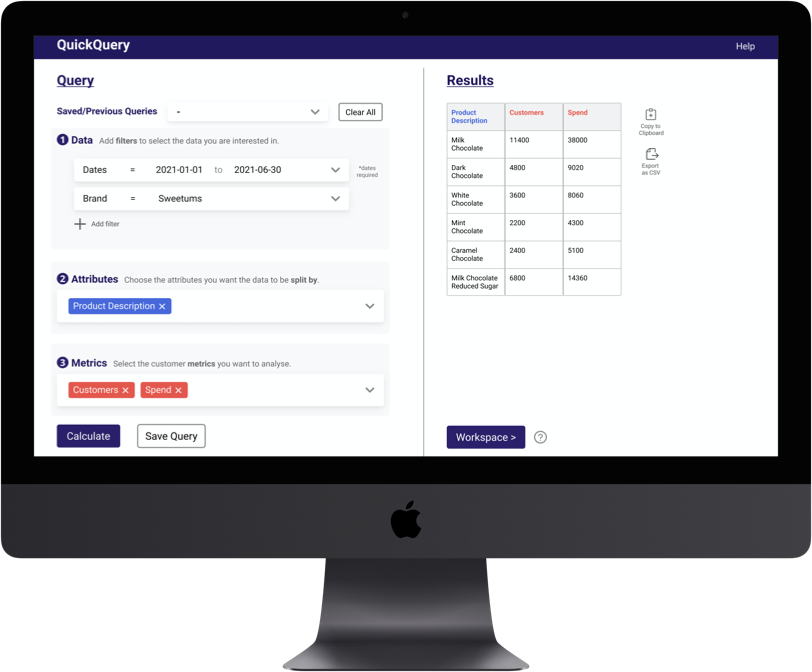 QuickQuery
Help
Query
Saved/Previous Queries - Clear All
1 Data Add filters to select the data you are interested in.
Dates = 2021-01-01 to 2021-06-30
*dates
required
Brand = Sweetums
Add filter
2 Attributes Choose the attributes you want the data to be split by.
Product Description ×
3 Metrics Select the customer metrics you want to analyse.
Customers × Spend ×
Calculate Save Query
Results
Product
Description Customers Spend
Milk
Chocolate 11400 38000
Dark
Chocolate 4800 9020
White
Chocolate 3600 8060
Mint
Chocolate 2200 4300
Caramel
Chocolate 2400 5100
Milk Chocolate
Reduced Sugar 6800 14360
Copy to
Clipboard
Export
as CSV
Workspace > ?